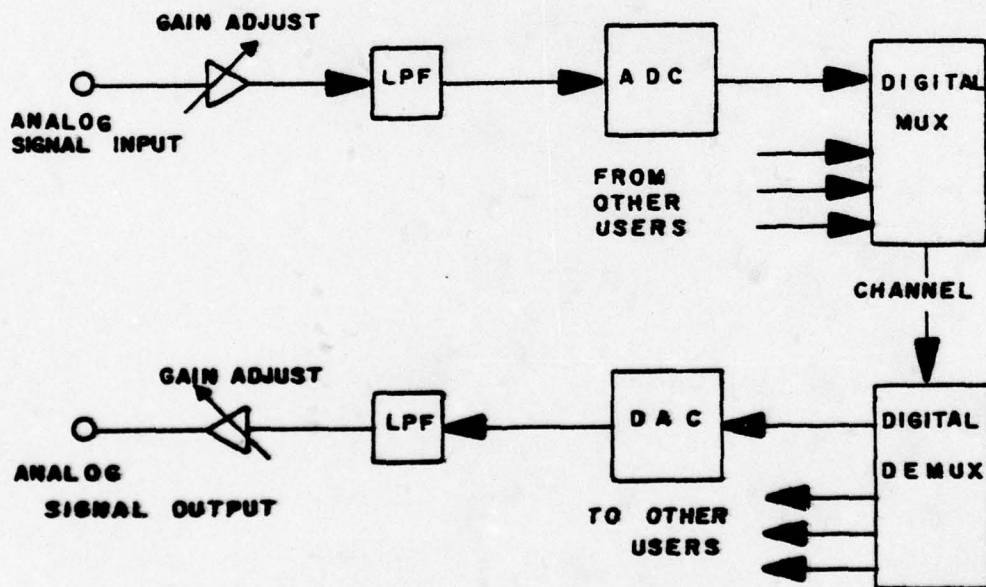 GAIN ADJUST
LPF
ADC
DIGITAL
MUX
ANALOG
SIGNAL INPUT
FROM
OTHER
USERS
CHANNEL
GAIN ADJUST
LPF
DAC
DIGITAL
DEMUX
ANALOG
SIGNAL OUTPUT
TO OTHER
USERS